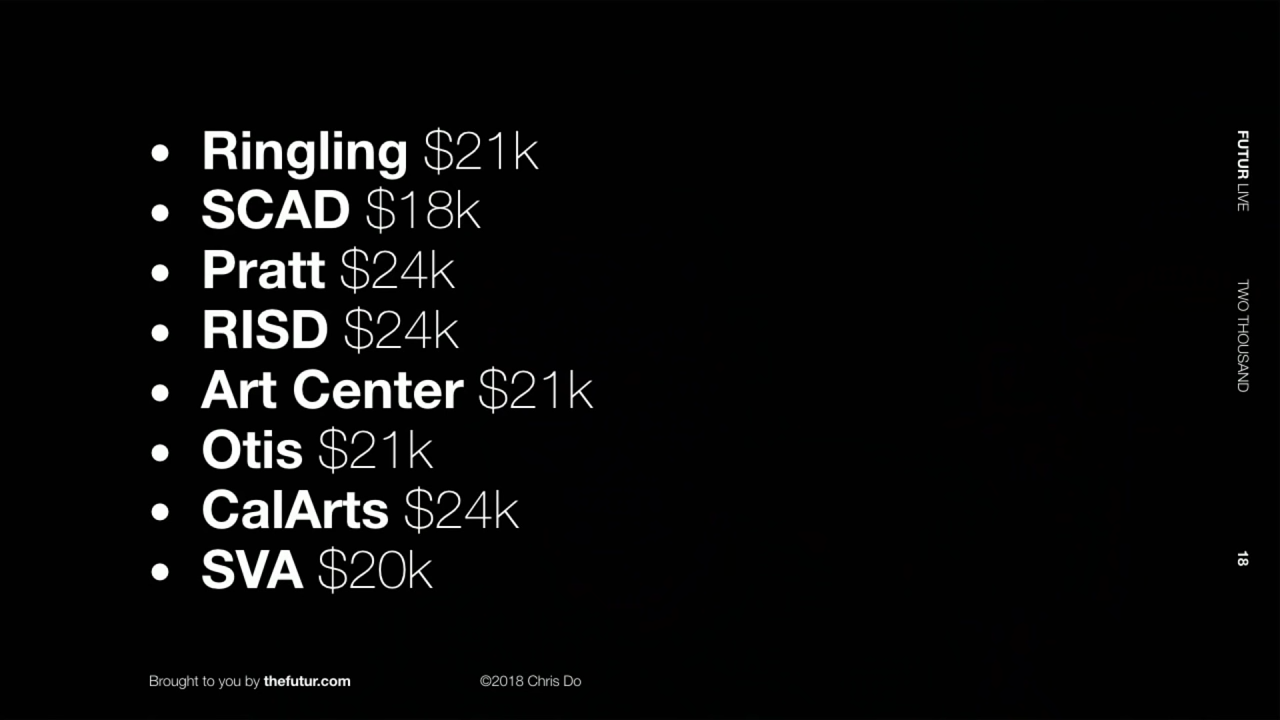 • Ringling $21k
• SCAD $18k
• Pratt $24k
• RISD $24k
• Art Center $21k
• Otis $21k
• CalArts $24k
• SVA $20k
Brought to you by thefutur.com
©2018 Chris Do
FUTUR LIVE
TWO THOUSAND
18